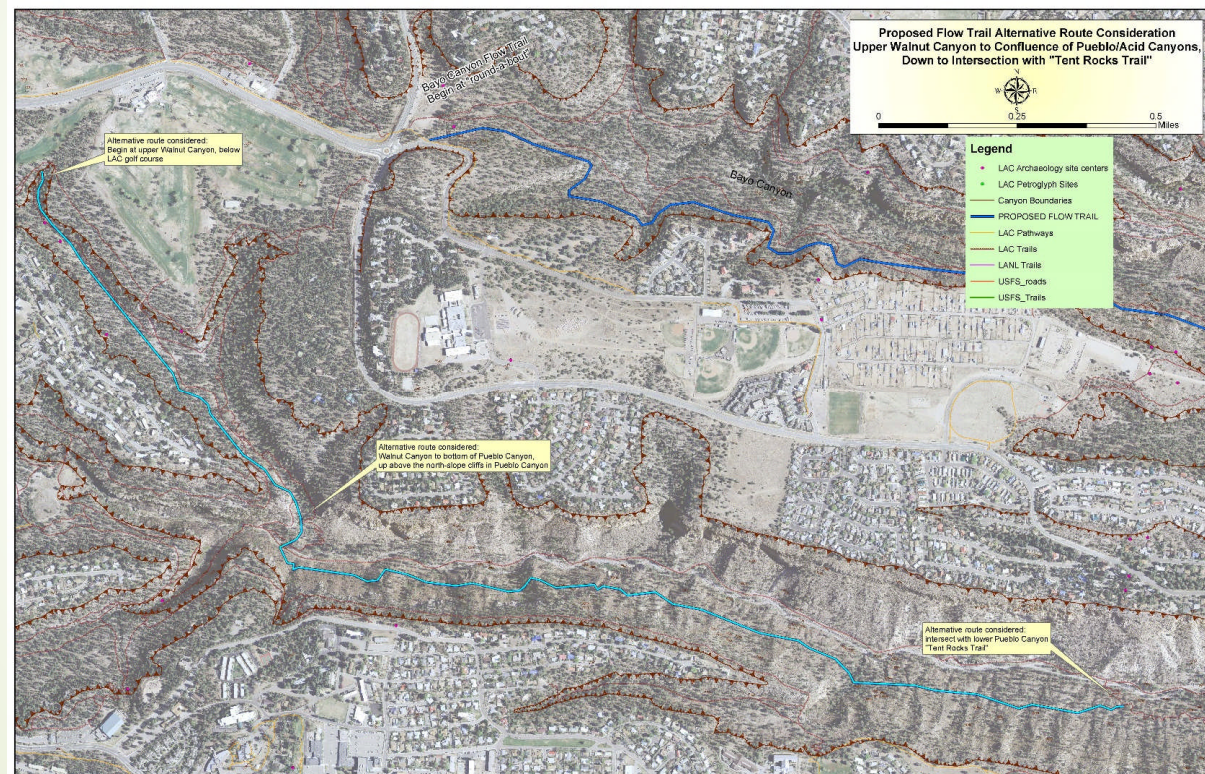 Proposed Flow Trail Alternative Route Consideration
Upper Walnut Canyon to Confluence of Pueblo/Acid Canyons,
Down to Intersection with "Tent Rocks Trail"
N
W
E
S
0
0.25
0.5
Miles
Legend
LAC Archaeology site centers
LAC Petroglyph Sites
Canyon Boundaries
PROPOSED FLOW TRAIL
LAC Pathways
LAC Trails
LANL Trails
USFS_roads
USFS_Trails
Bayo Canyon Flow Trail
Begin at "round-a-bout"
Alternative route considered:
Begin at upper Walnut Canyon, below
LAC golf course
Bayo Canyon
Alternative route considered:
Walnut Canyon to bottom of Pueblo Canyon,
up above the north-slope cliffs in Pueblo Canyon
Alternative route considered:
intersect with lower Pueblo Canyon
"Tent Rocks Trail"